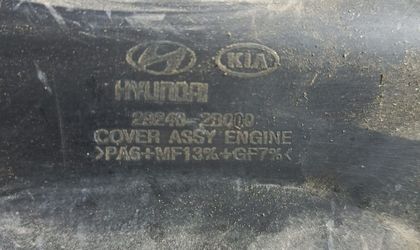 KIA
HYUNDAI
29240-2B000
COVER ASSY ENGINE
>PA6+MF13%+GF7%<